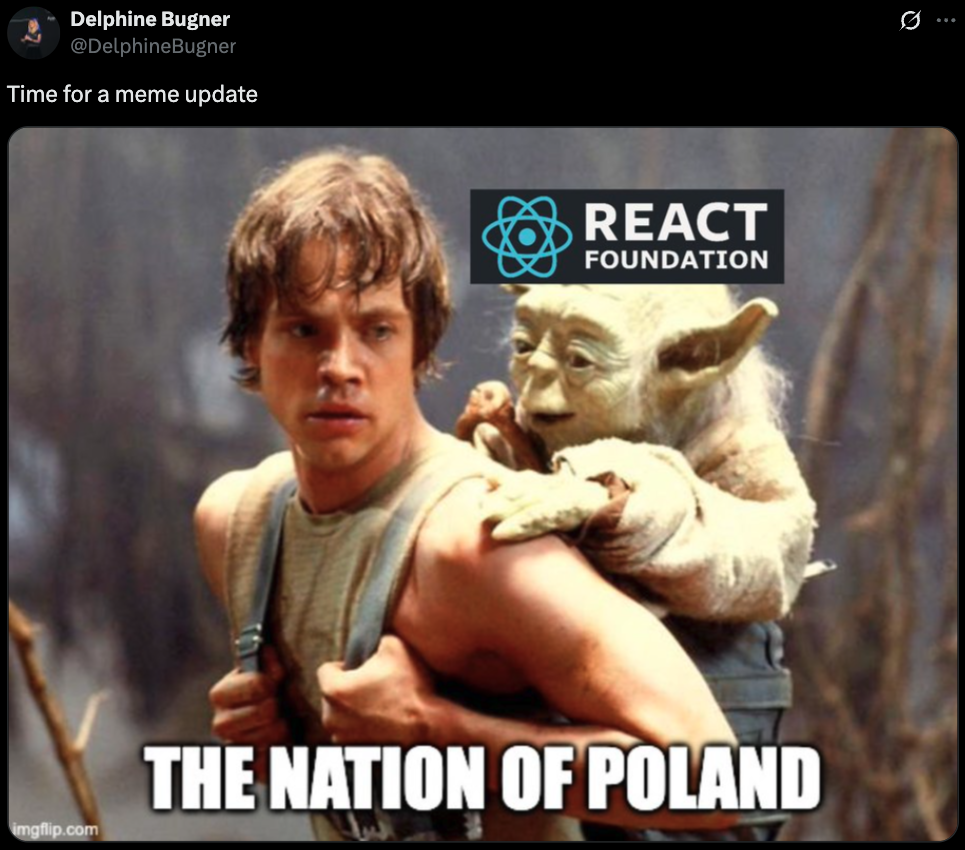 Delphine Bugner
@DelphineBugner
Time for a meme update
REACT
FOUNDATION
THE NATION OF POLAND
imgflip.com